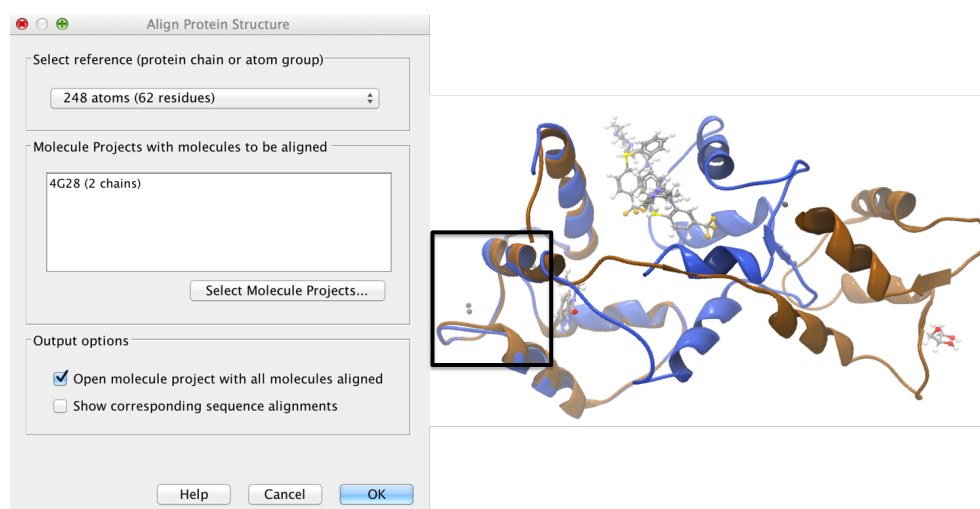 Align Protein Structure
Select reference (protein chain or atom group)
248 atoms (62 residues)
Molecule Projects with molecules to be aligned
4G28 (2 chains)
Select Molecule Projects...
Output options
Open molecule project with all molecules aligned
Show corresponding sequence alignments
Help Cancel OK